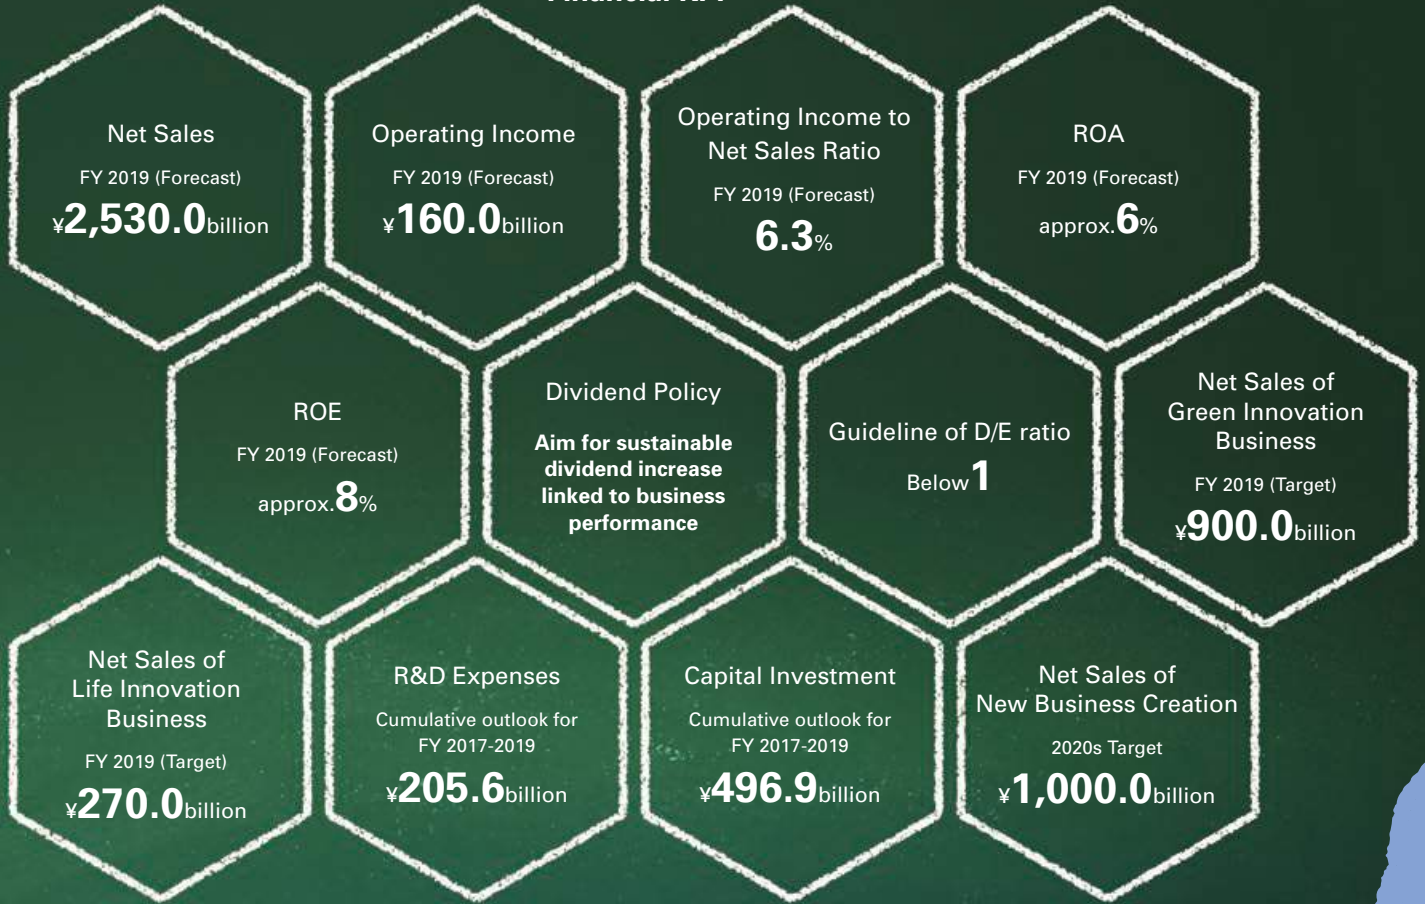 Financial KPI
Net Sales
FY 2019 (Forecast)
¥2,530.0billion
Operating Income
FY 2019 (Forecast)
¥160.0billion
Operating Income to
Net Sales Ratio
FY 2019 (Forecast)
6.3%
ROA
FY 2019 (Forecast)
approx.6%
ROE
FY 2019 (Forecast)
approx.8%
Dividend Policy
Aim for sustainable
dividend increase
linked to business
performance
Guideline of D/E ratio
Below1
Net Sales of
Green Innovation
Business
FY 2019 (Target)
¥900.0billion
Net Sales of
Life Innovation
Business
FY 2019 (Target)
¥270.0billion
R&D Expenses
Cumulative outlook for
FY 2017-2019
¥205.6billion
Capital Investment
Cumulative outlook for
FY 2017-2019
¥496.9billion
Net Sales of
New Business Creation
2020s Target
¥1,000.0billion